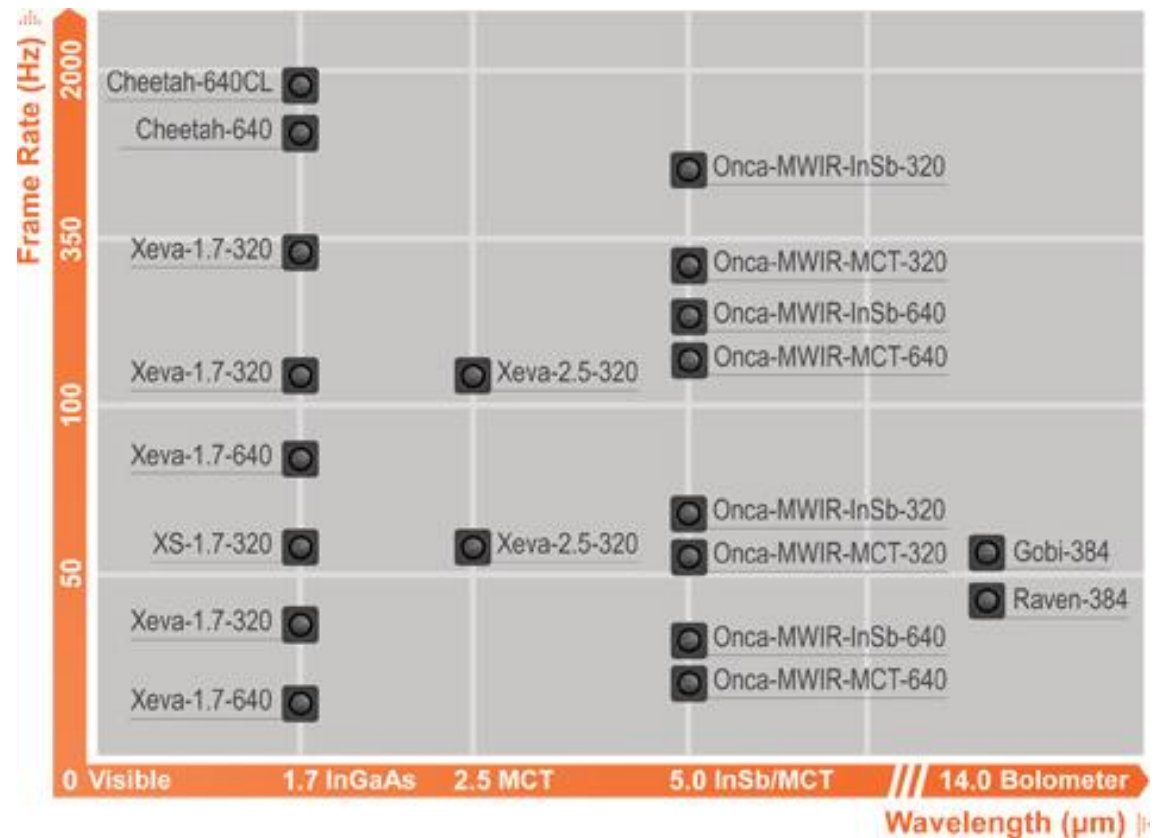 Frame Rate (Hz)
2000
350
100
50
0
Cheetah-640CL
Cheetah-640
Onca-MWIR-InSb-320
Xeva-1.7-320
Onca-MWIR-MCT-320
Onca-MWIR-InSb-640
Onca-MWIR-MCT-640
Xeva-1.7-320
Xeva-2.5-320
Xeva-1.7-640
Onca-MWIR-InSb-320
XS-1.7-320
Xeva-2.5-320
Onca-MWIR-MCT-320
Gobi-384
Raven-384
Xeva-1.7-320
Onca-MWIR-InSb-640
Onca-MWIR-MCT-640
Xeva-1.7-640
Visible
1.7 InGaAs
2.5 MCT
5.0 InSb/MCT
14.0 Bolometer
Wavelength (µm)